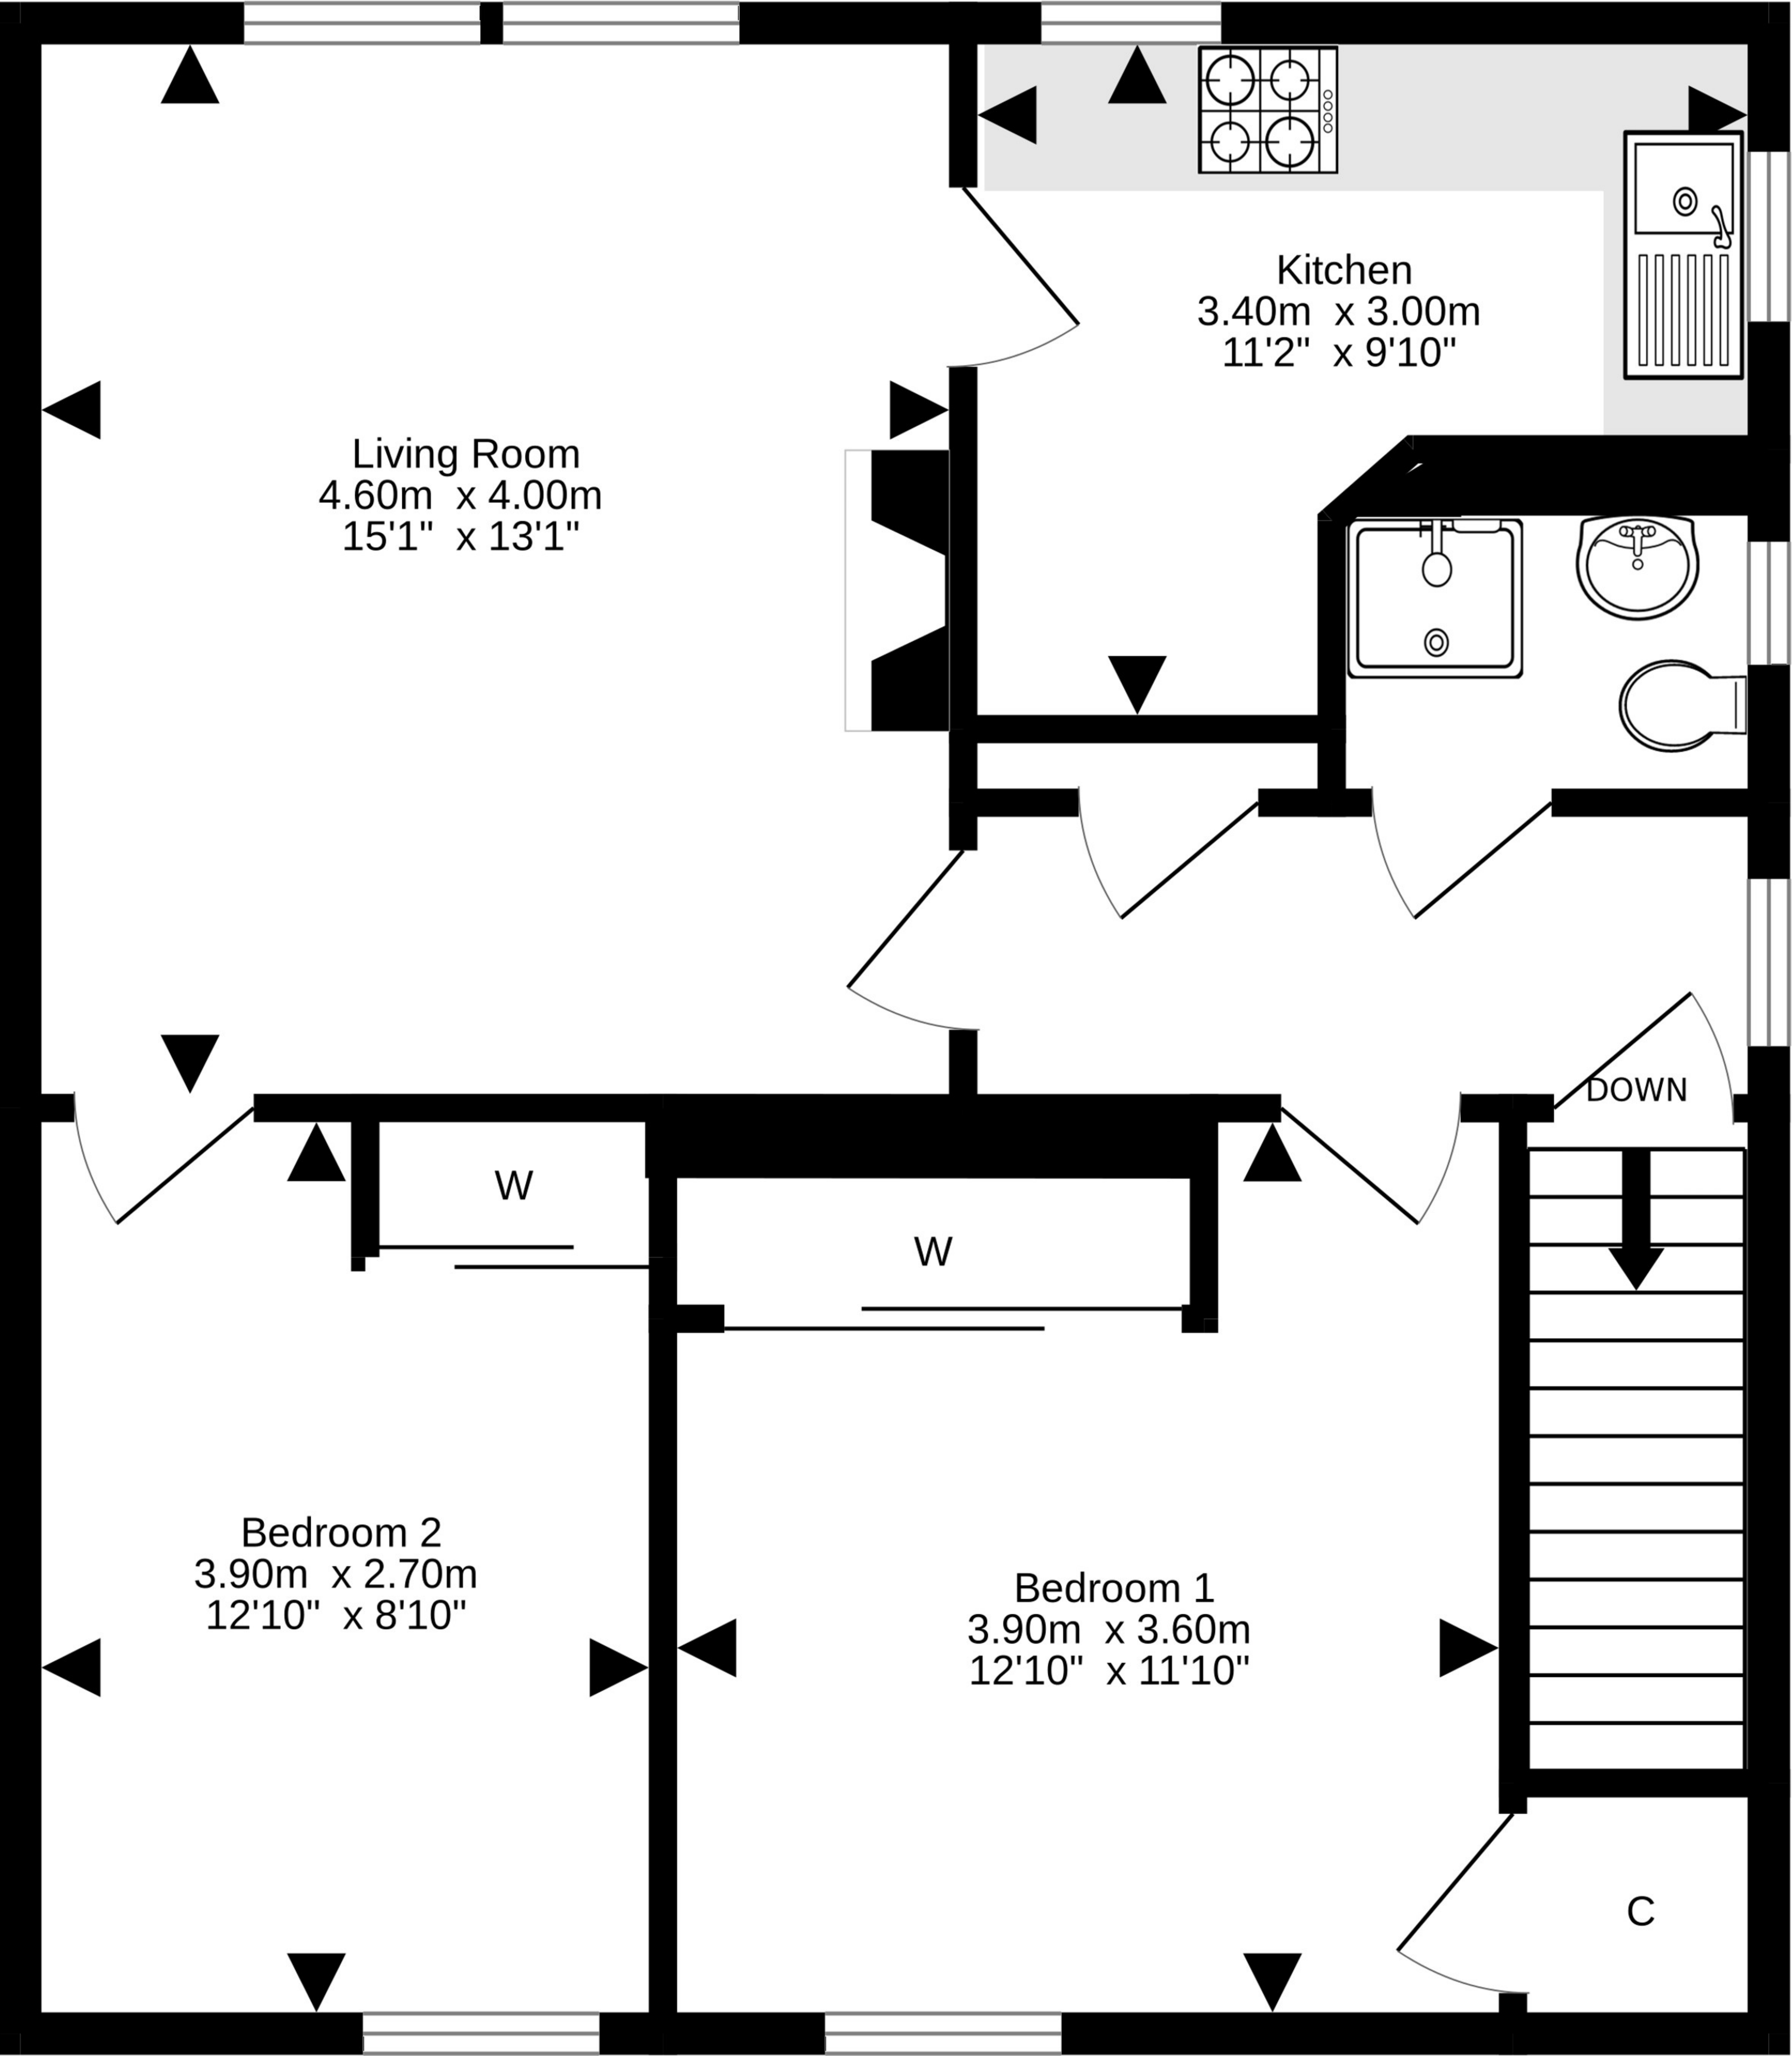 Kitchen
3.40m x 3.00m
11'2" x 9'10"
Living Room
4.60m x 4.00m
15'1" x 13'1"
DOWN
W
W
Bedroom 2
3.90m x 2.70m
12'10" x 8'10"
Bedroom 1
3.90m x 3.60m
12'10" x 11'10"
C